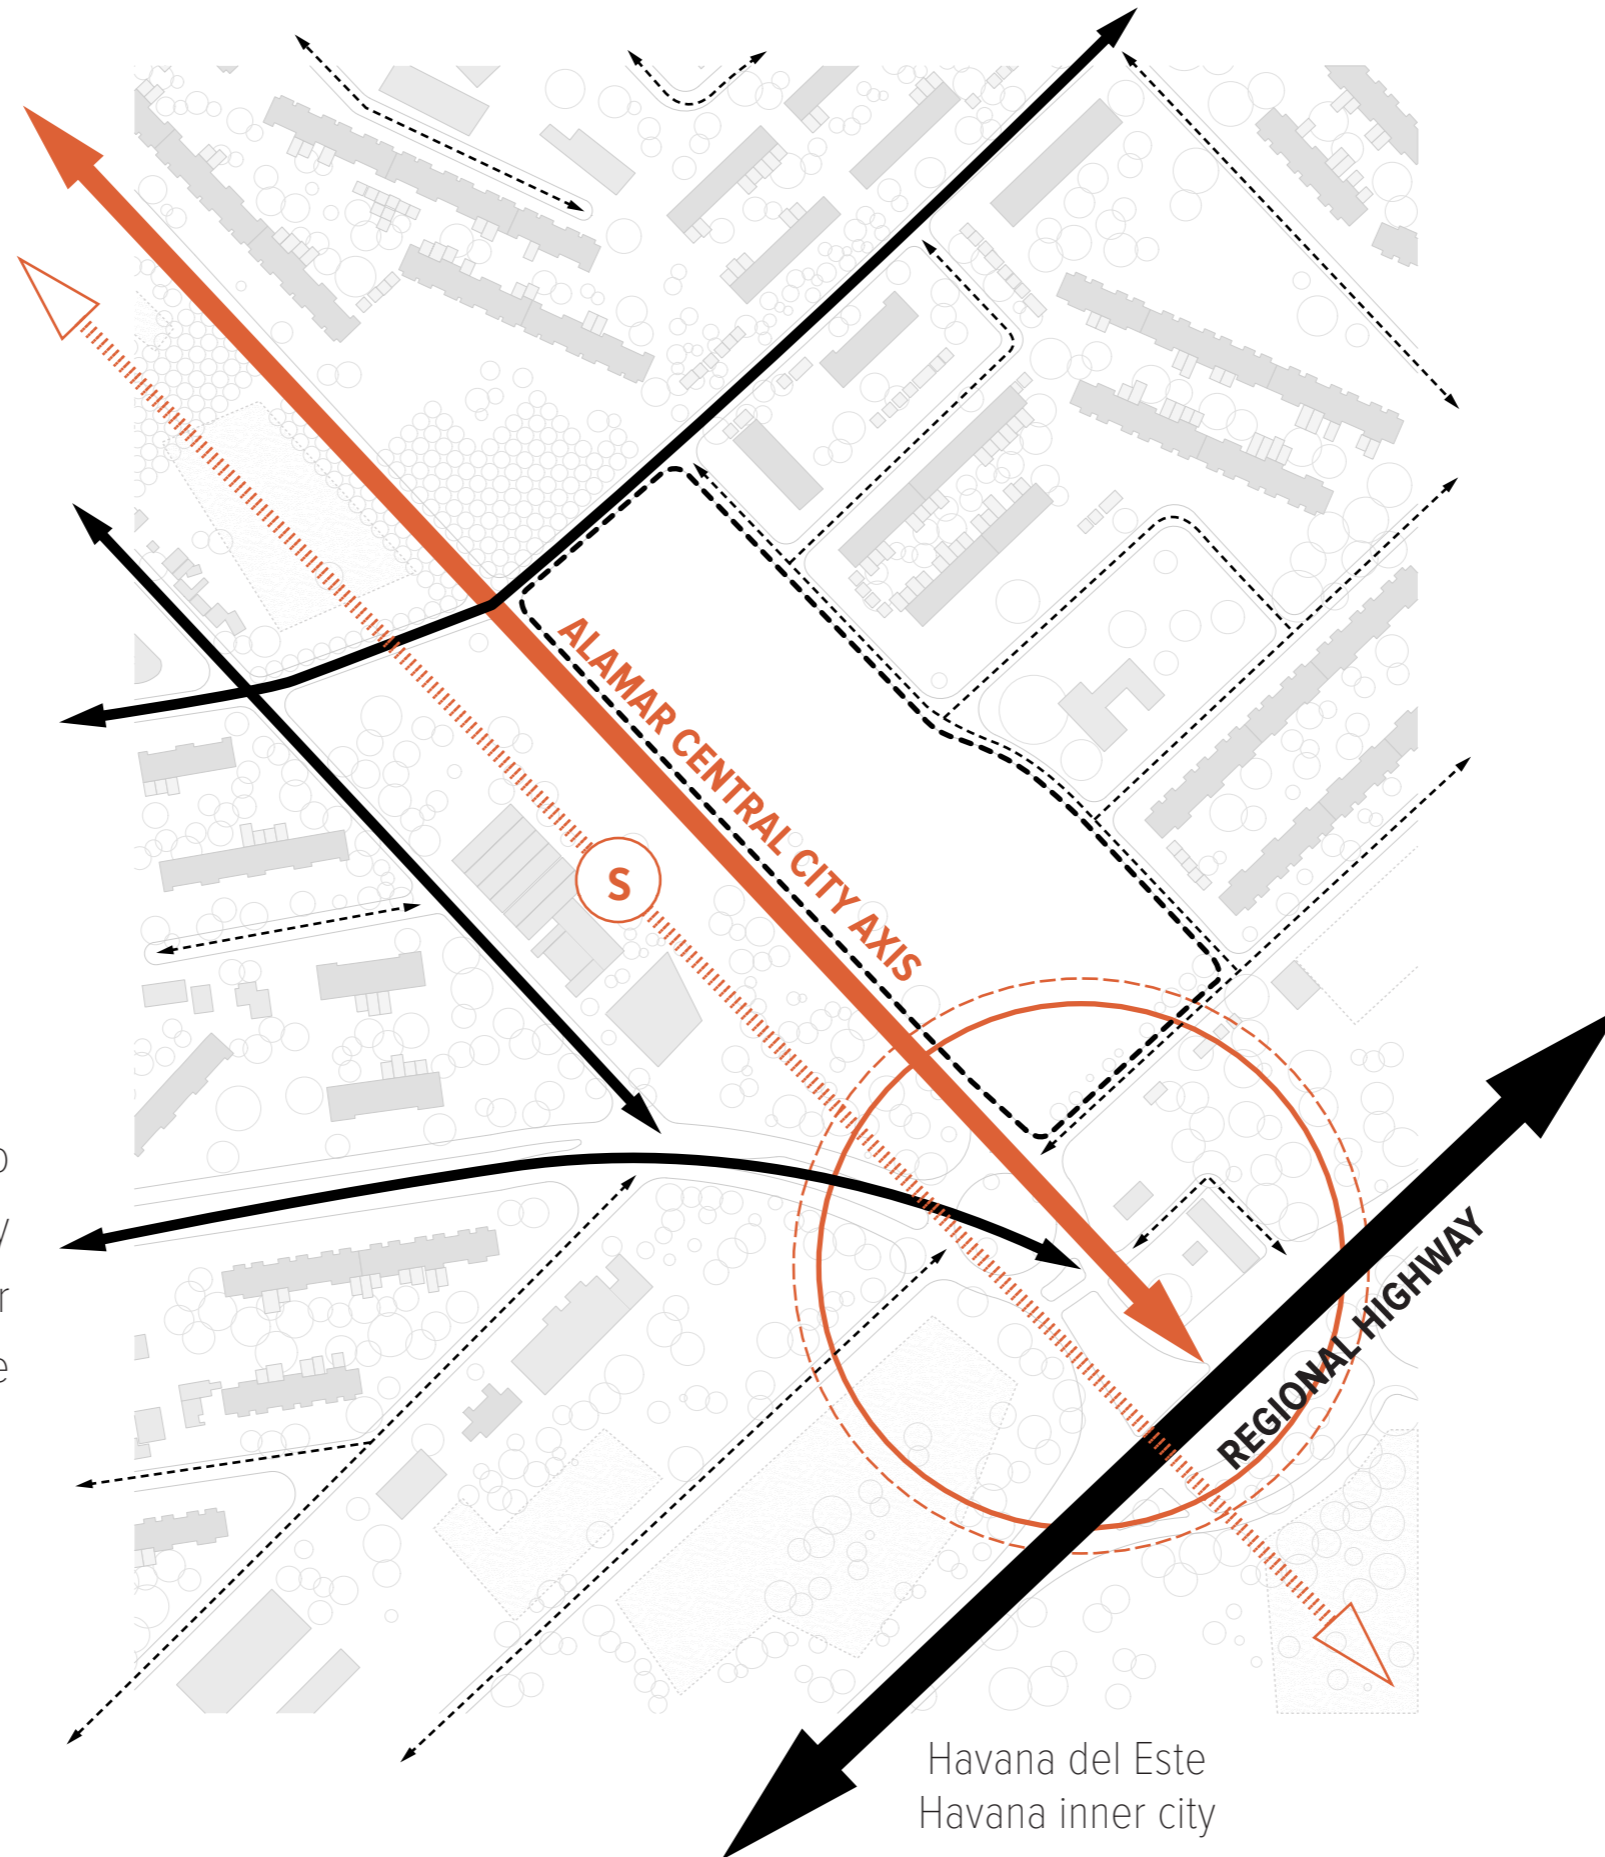 ALAMAR CENTRAL CITY AXIS
S
REGIONAL HIGHWAY
Havana del Este
Havana inner city